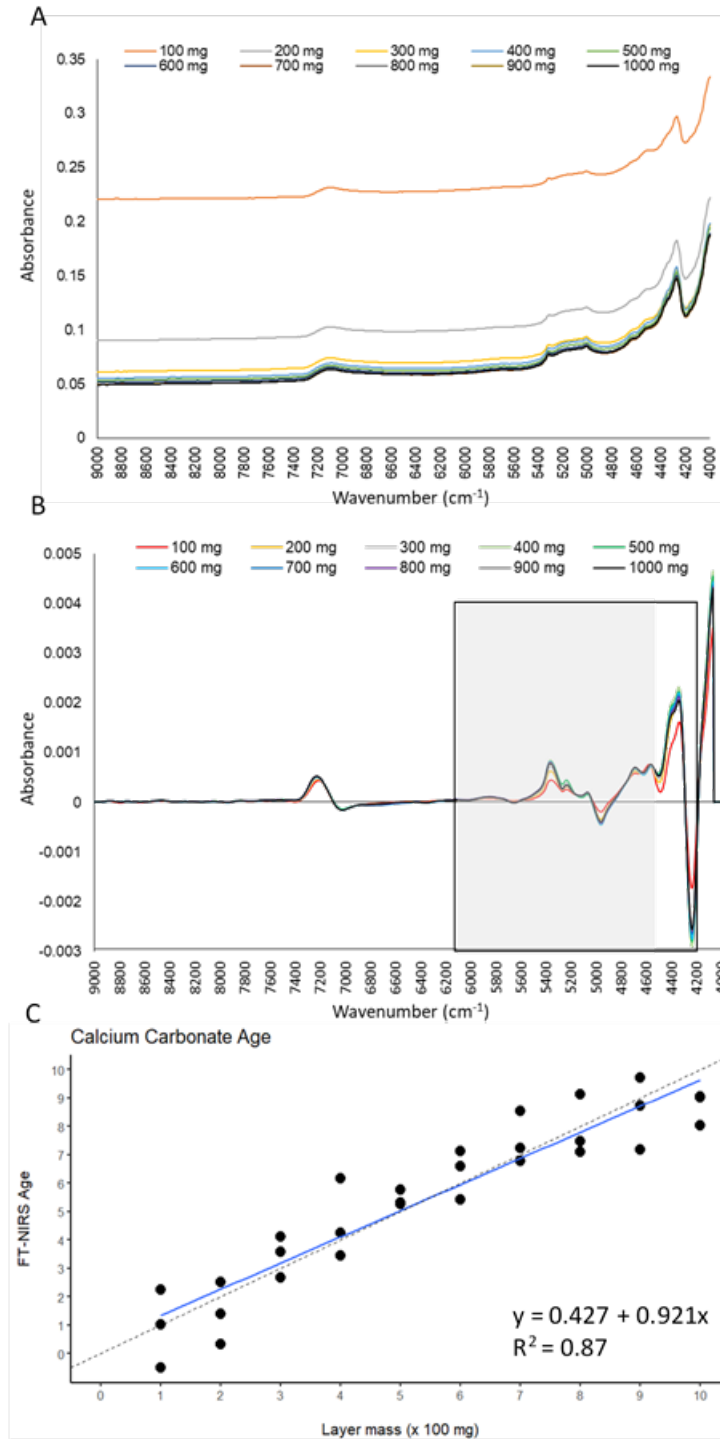 A
100 mg 200 mg 300 mg 400 mg 500 mg
600 mg 700 mg 800 mg 900 mg 1000 mg
0.35
0.3
0.25
0.2
0.15
0.1
0.05
0
Absorbance
9000 8800 8600 8400 8200 8000 7800 7600 7400 7200 7000 6800 6600 6400 6200 6000 5800 5600 5400 5200 5000 4800 4600 4400 4200 4000
Wavenumber (cm⁻¹)
B
100 mg 200 mg 300 mg 400 mg 500 mg
600 mg 700 mg 800 mg 900 mg 1000 mg
0.005
0.004
0.003
0.002
0.001
0
-0.001
-0.002
-0.003
Absorbance
9000 8800 8600 8400 8200 8000 7800 7600 7400 7200 7000 6800 6600 6400 6200 6000 5800 5600 5400 5200 5000 4800 4600 4400 4200 4000
Wavenumber (cm⁻¹)
C
Calcium Carbonate Age
10
9
8
7
6
5
4
3
2
1
0
FT-NIRS Age
y = 0.427 + 0.921x
R² = 0.87
0 1 2 3 4 5 6 7 8 9 10
Layer mass (x 100 mg)